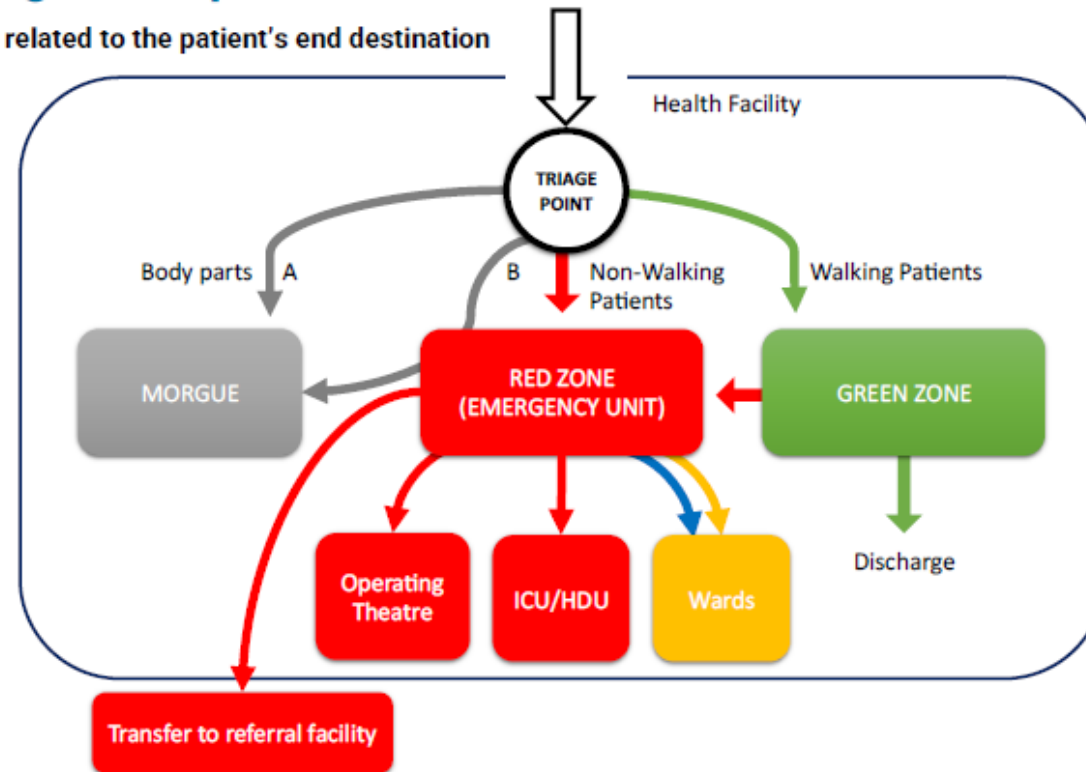 related to the patient's end destination
Health Facility
TRIAGE
POINT
Body parts
A
B
Non-Walking
Patients
Walking Patients
MORGUE
RED ZONE
(EMERGENCY UNIT)
GREEN ZONE
Operating
Theatre
ICU/HDU
Wards
Discharge
Transfer to referral facility